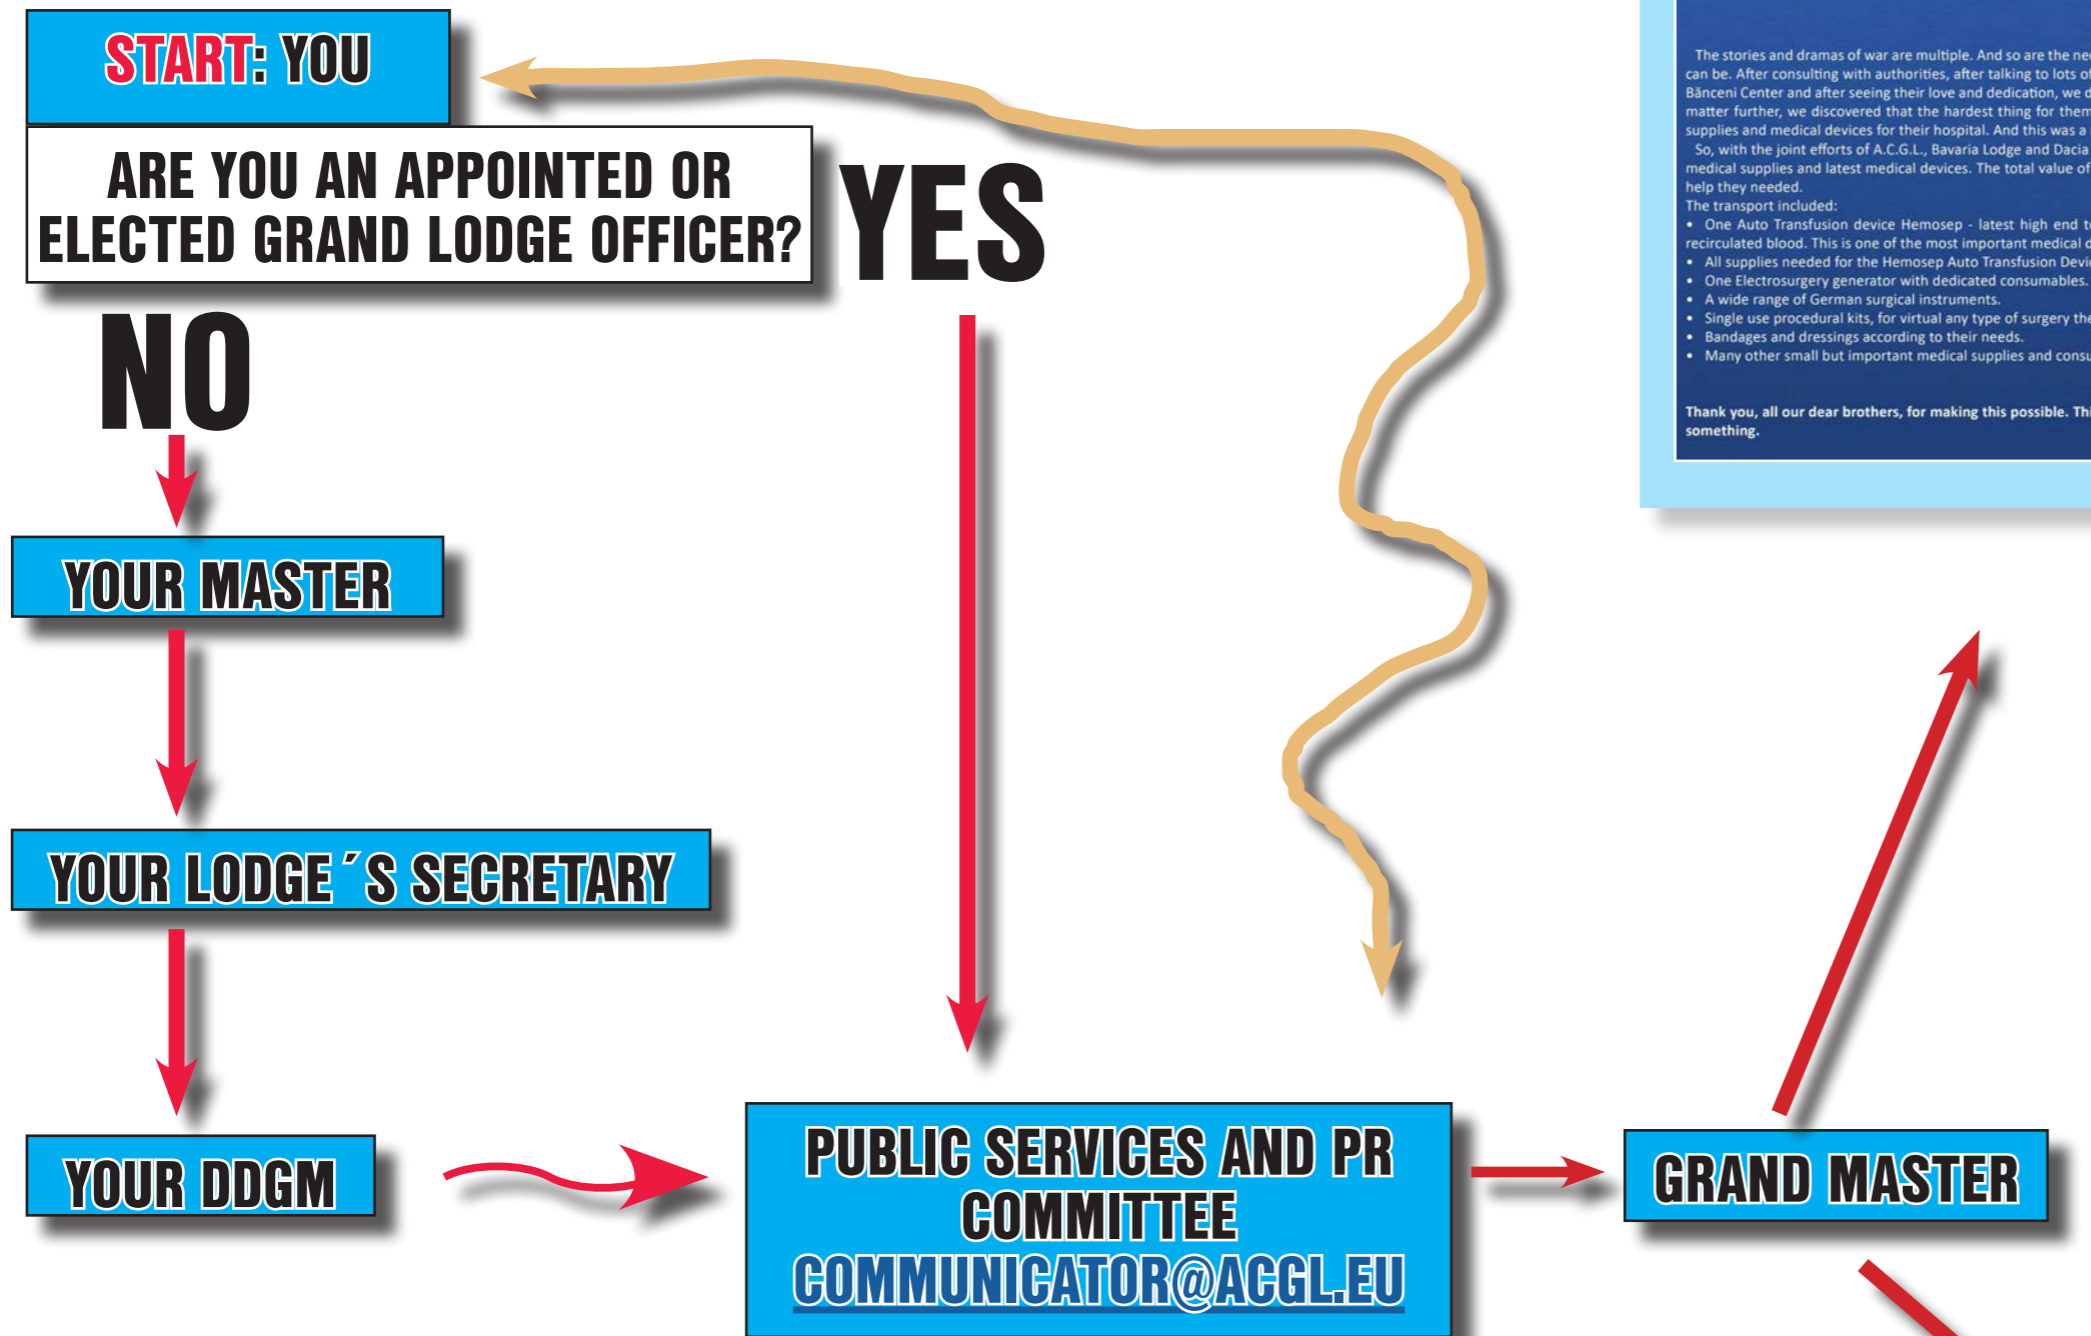 START: YOU
ARE YOU AN APPOINTED OR
ELECTED GRAND LODGE OFFICER?
YES
NO
YOUR MASTER
YOUR LODGE´S SECRETARY
YOUR DDGM
PUBLIC SERVICES AND PR
COMMITTEE
COMMUNICATOR@ACGL.EU
GRAND MASTER
The stories and dramas of war are multiple. And so are the
can be. After consulting with authorities, after talking to lots of
Bănceni Center and after seeing their love and dedication, we
matter further, we discovered that the hardest thing for them
supplies and medical devices for their hospital. And this was a
So, with the joint efforts of A.C.G.L., Bavaria Lodge and Dacia
medical supplies and latest medical devices. The total value of
help they needed.
The transport included:
• One Auto Transfusion device Hemosep - latest high end
recirculated blood. This is one of the most important medical
• All supplies needed for the Hemosep Auto Transfusion
• One Electrosurgery generator with dedicated consumables.
• A wide range of German surgical instruments.
• Single use procedural kits, for virtual any type of surgery
• Bandages and dressings according to their needs.
• Many other small but important medical supplies and
Thank you, all our dear brothers, for making this possible.
something.